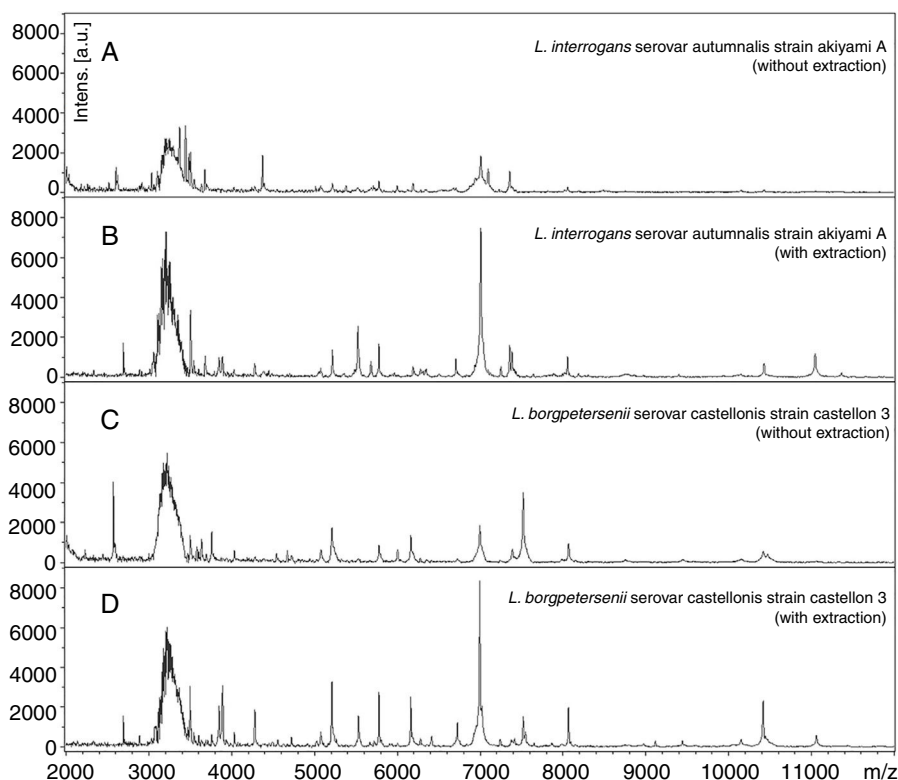 8000
6000
4000
2000
0
Intens. [a.u.]
A
L. interrogans serovar autumnalis strain akiyami A
(without extraction)
8000
6000
4000
2000
0
B
L. interrogans serovar autumnalis strain akiyami A
(with extraction)
8000
6000
4000
2000
0
C
L. borgpetersenii serovar castellonis strain castellon 3
(without extraction)
8000
6000
4000
2000
0
D
L. borgpetersenii serovar castellonis strain castellon 3
(with extraction)
2000 3000 4000 5000 6000 7000 8000 9000 10000 11000 m/z